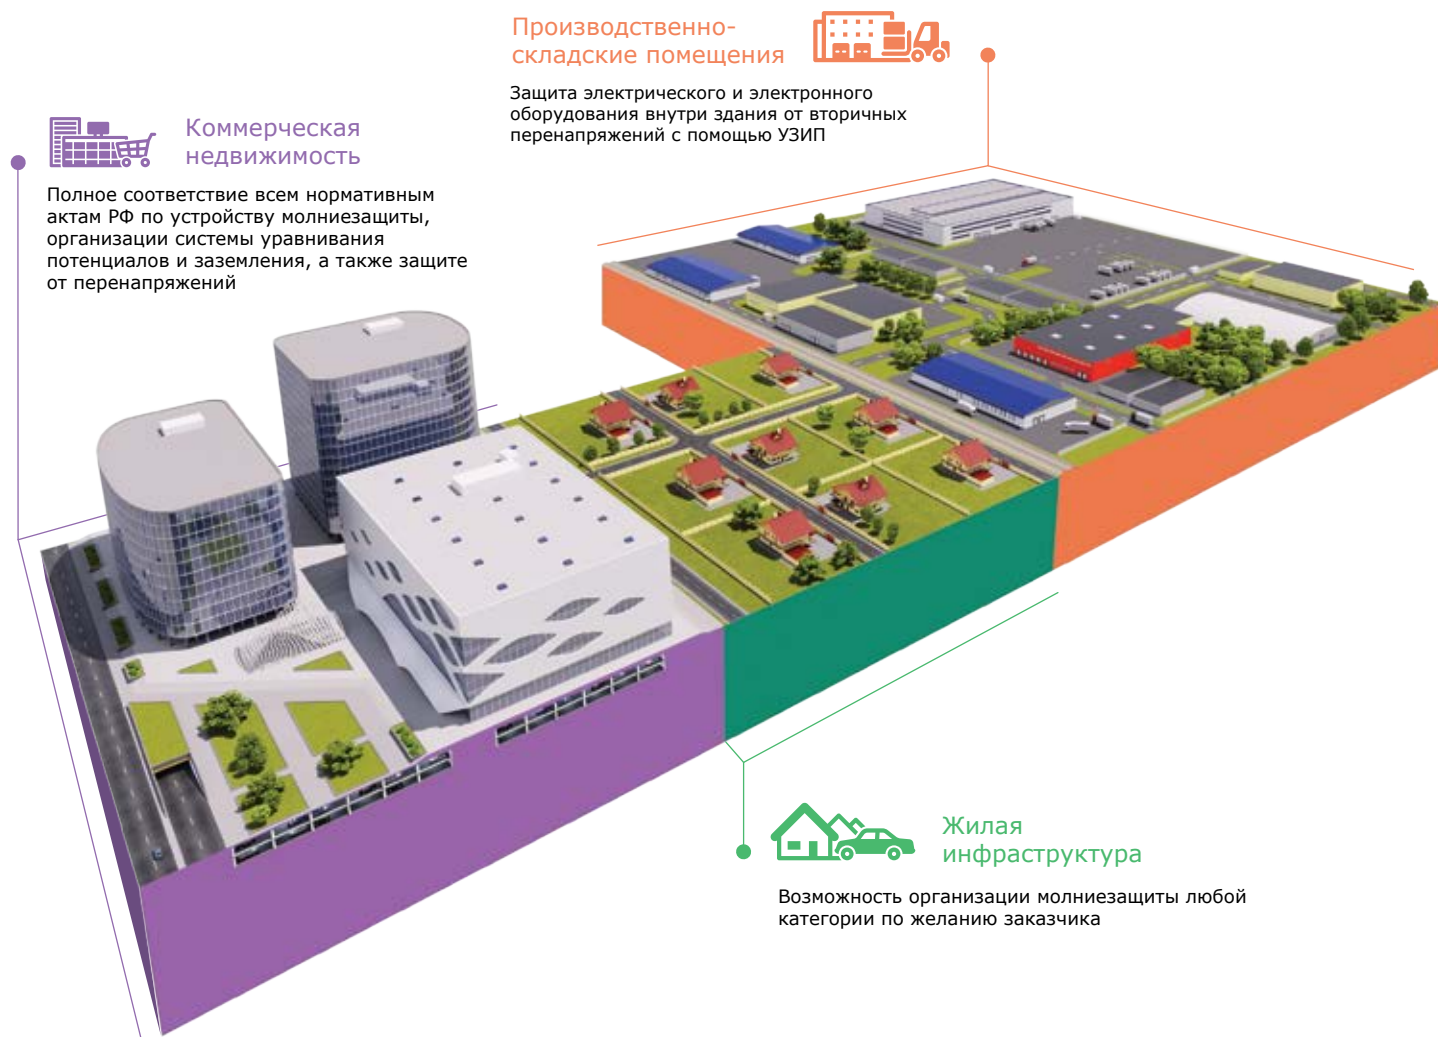 Производственно-
складские помещения
Защита электрического и электронного
оборудования внутри здания от вторичных
перенапряжений с помощью УЗИП
Коммерческая
недвижимость
Полное соответствие всем нормативным
актам РФ по устройству молниезащиты,
организации системы уравнивания
потенциалов и заземления, а также защите
от перенапряжений
Жилая
инфраструктура
Возможность организации молниезащиты любой
категории по желанию заказчика